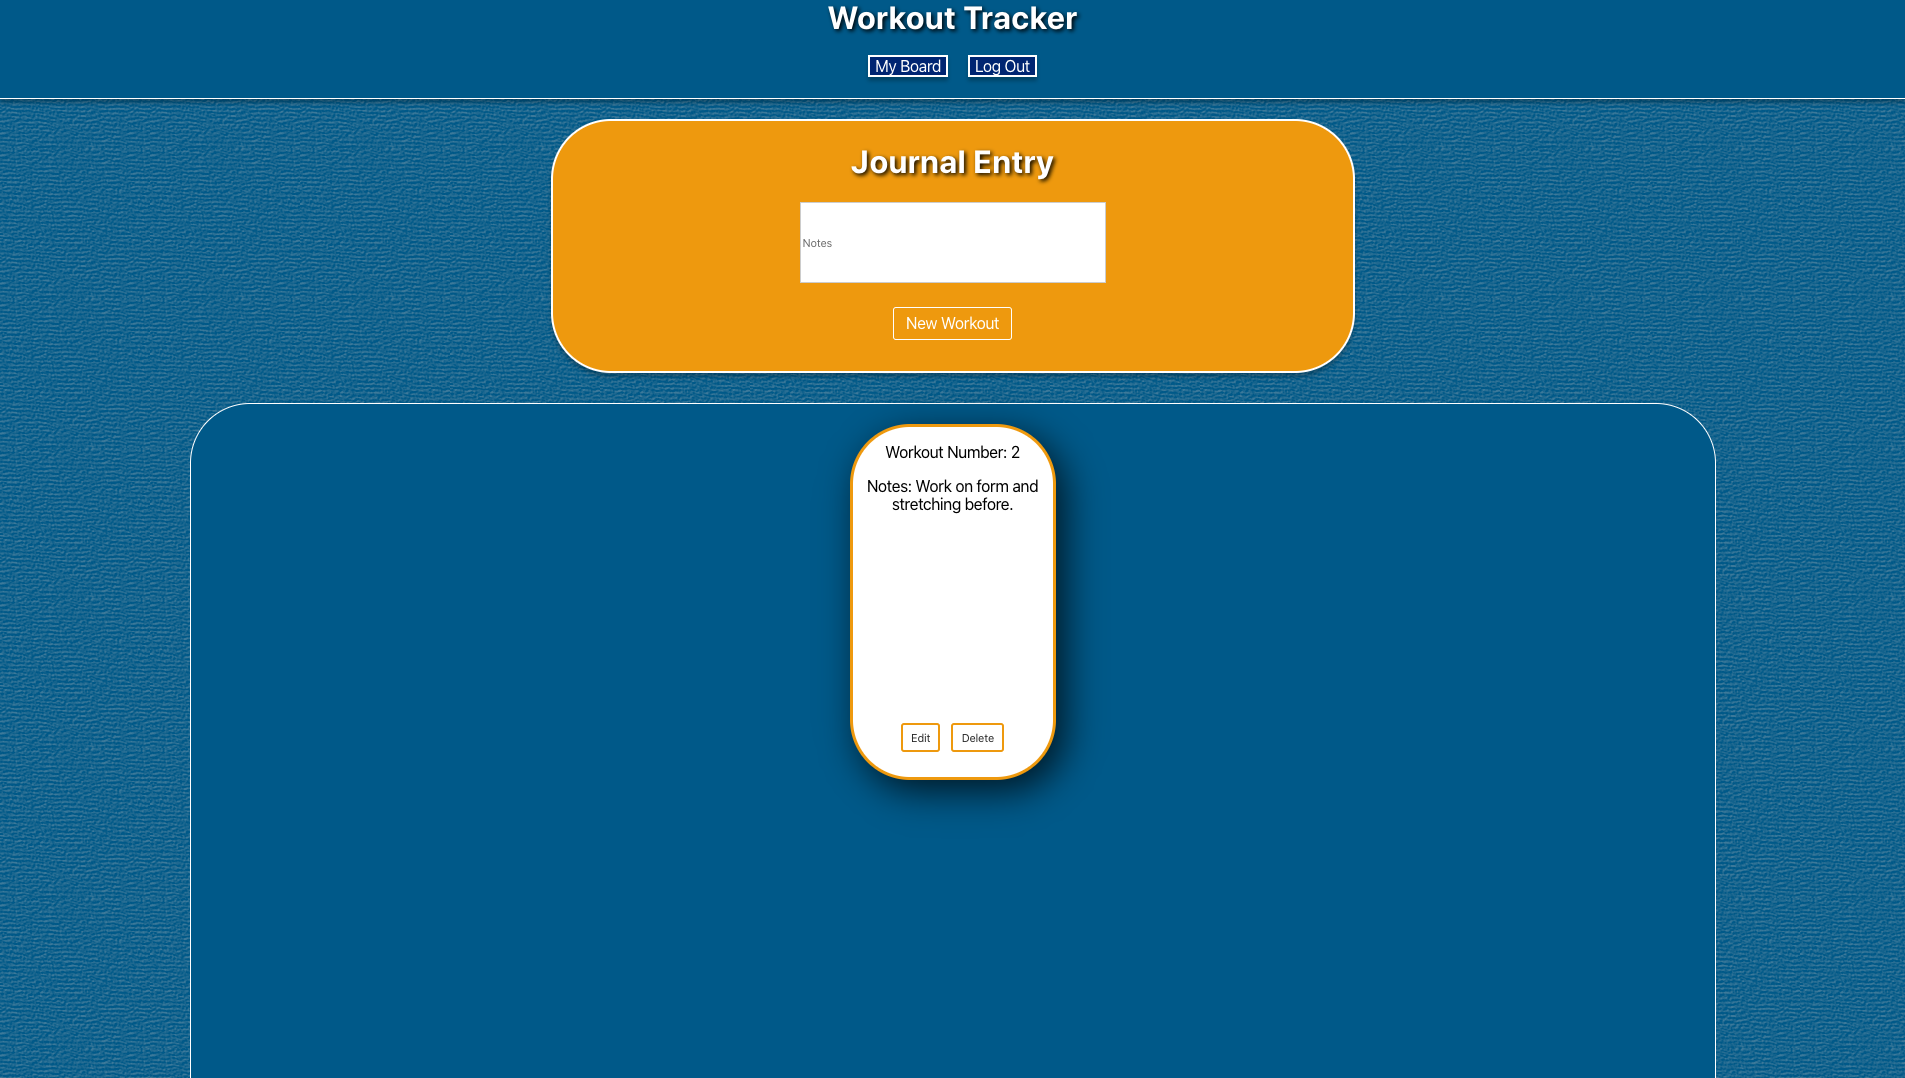 Workout Tracker
My Board
Log Out
Journal Entry
Notes
New Workout
Workout Number: 2
Notes: Work on form and
stretching before.
Edit
Delete